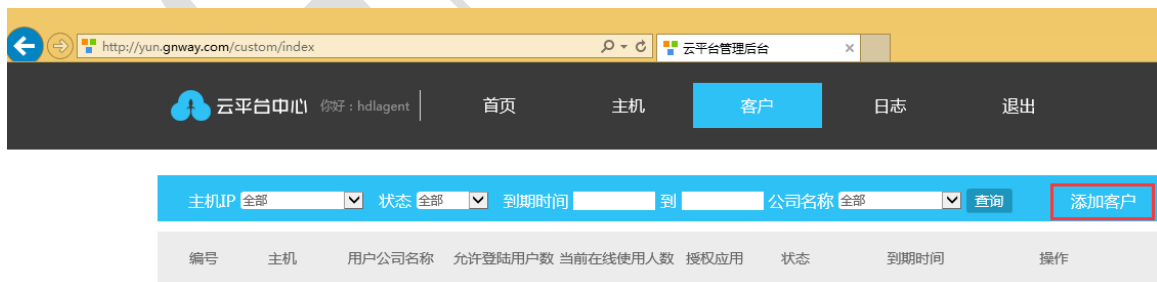 http://yun.gnway.com/custom/index 云平台管理后台 ×
云平台中心 你好：hdlagent 首页 主机 客户 日志 退出
主机IP 全部 状态 全部 到期时间 到 公司名称 全部 查询 添加客户
编号 主机 用户公司名称 允许登陆用户数 当前在线使用人数 授权应用 状态 到期时间 操作